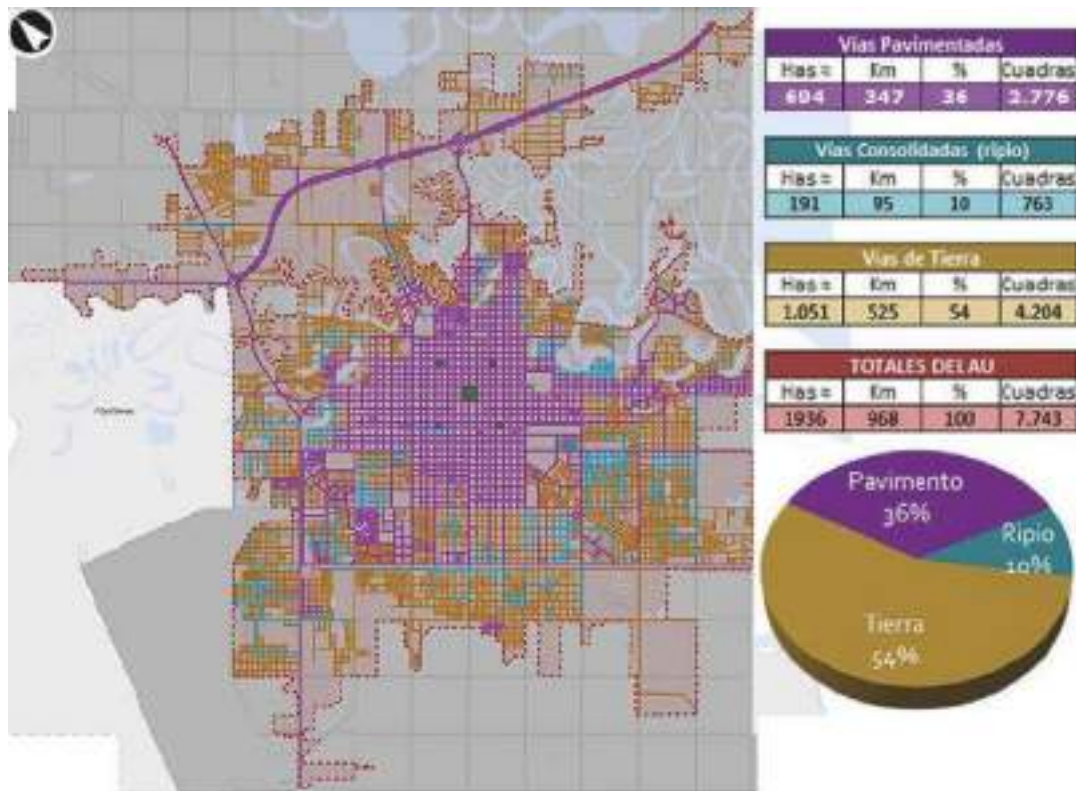 Vías Pavimentadas
Has = Km % Cuadras
694 347 36 2.776
Vías Consolidadas (ripio)
Has = Km % Cuadras
191 95 10 763
Vías de Tierra
Has = Km % Cuadras
1.051 525 54 4.204
TOTALES DEL AU
Has = Km % Cuadras
1936 968 100 7.743
Pavimento
36%
Ripio
10%
Tierra
54%